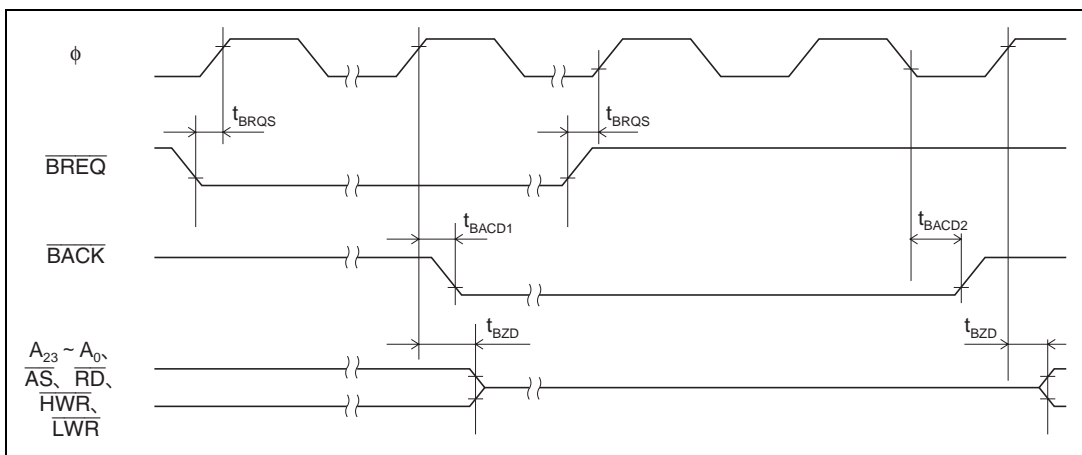 φ
tBRQS
tBRQS
BREQ
tBACD1
tBACD2
BACK
tBZD
tBZD
A23 ~ A0、
AS、 RD、
HWR、
LWR